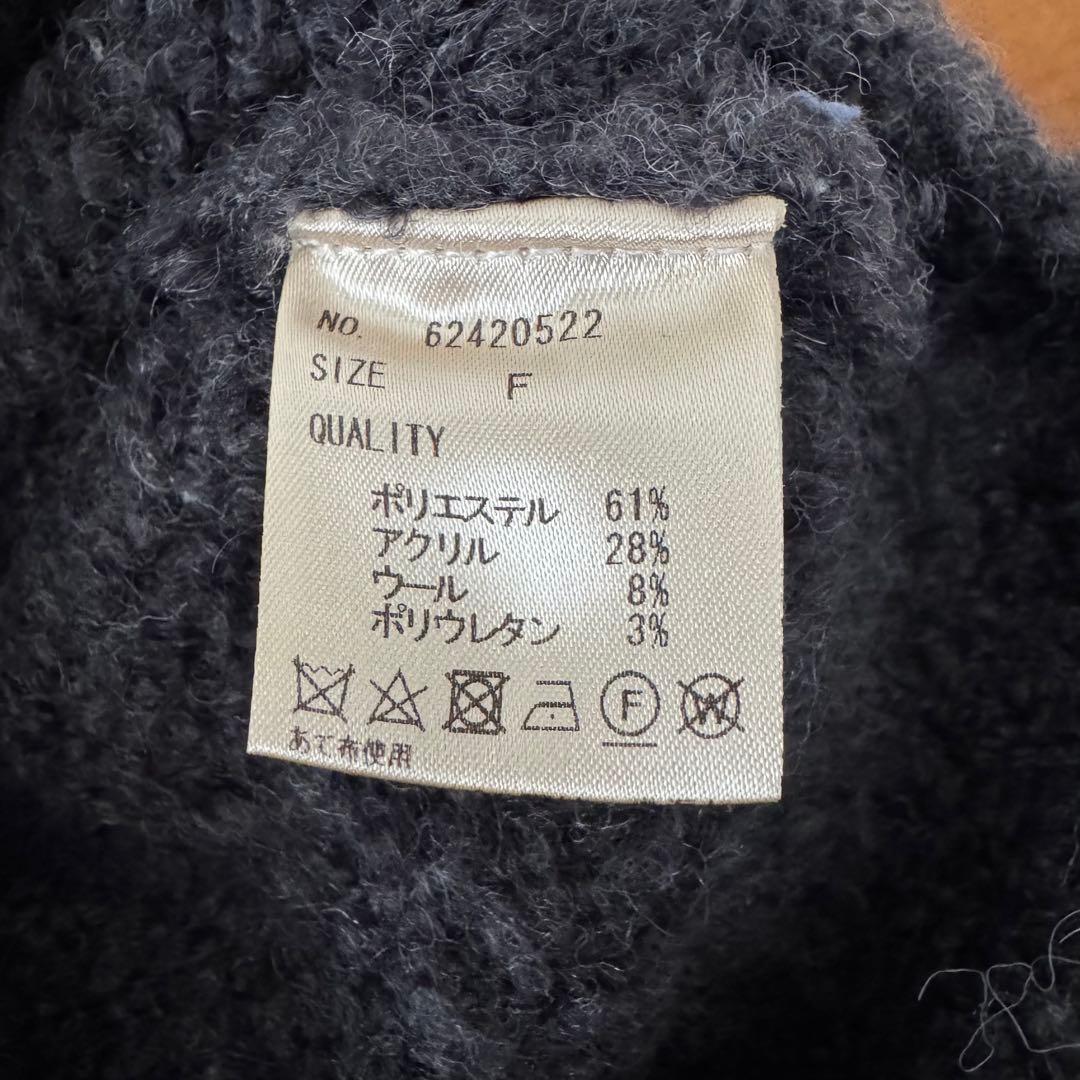 NO. 62420522
SIZE F
QUALITY
ポリエステル 61%
アクリル 28%
ウール 8%
ポリウレタン 3%
F W
あて布使用